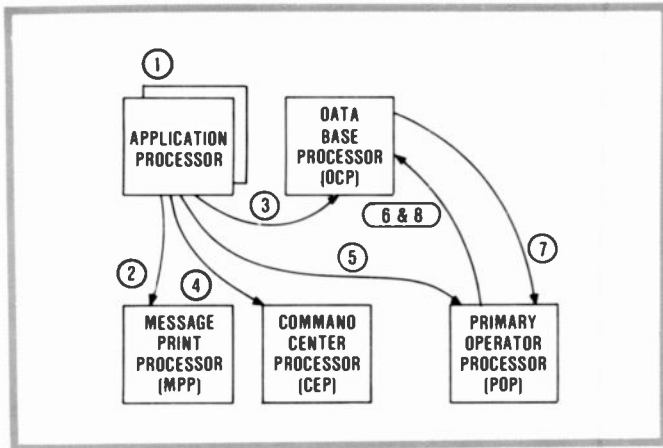 1
APPLICATION
PROCESSOR
OATA
BASE
PROCESSOR
(OCP)
3
6 & 8
2
4
5
7
MESSAGE
PRINT
PROCESSOR
(MPP)
COMMANO
CENTER
PROCESSOR
(CEP)
PRIMARY
OPERATOR
PROCESSOR
(POP)